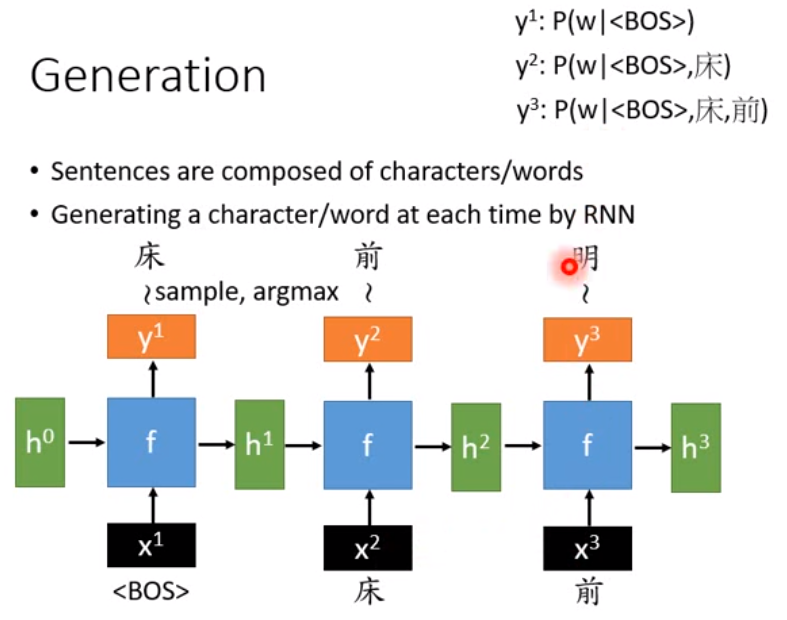 Generation
y¹: P(w|<BOS>)
y²: P(w|<BOS>,床)
y³: P(w|<BOS>,床,前)
• Sentences are composed of characters/words
• Generating a character/word at each time by RNN
床 前 明
~sample, argmax ~ ~
y¹ y² y³
h⁰ f h¹ f h² f h³
x¹ x² x³
<BOS> 床 前